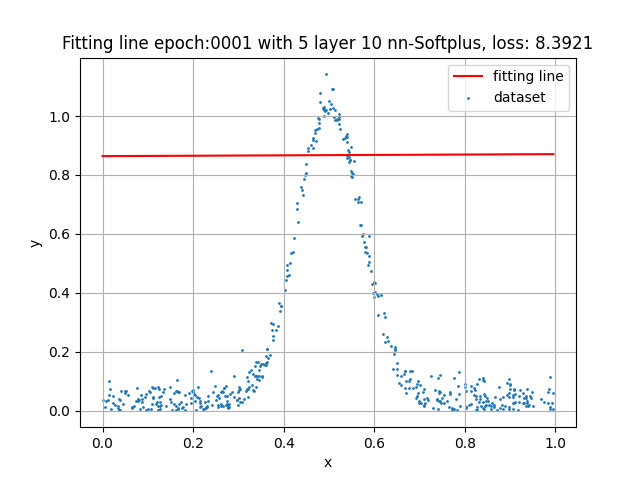 Fitting line epoch:0001 with 5 layer 10 nn-Softplus, loss: 8.3921
fitting line
dataset
y
1.0
0.8
0.6
0.4
0.2
0.0
0.0 0.2 0.4 0.6 0.8 1.0
x